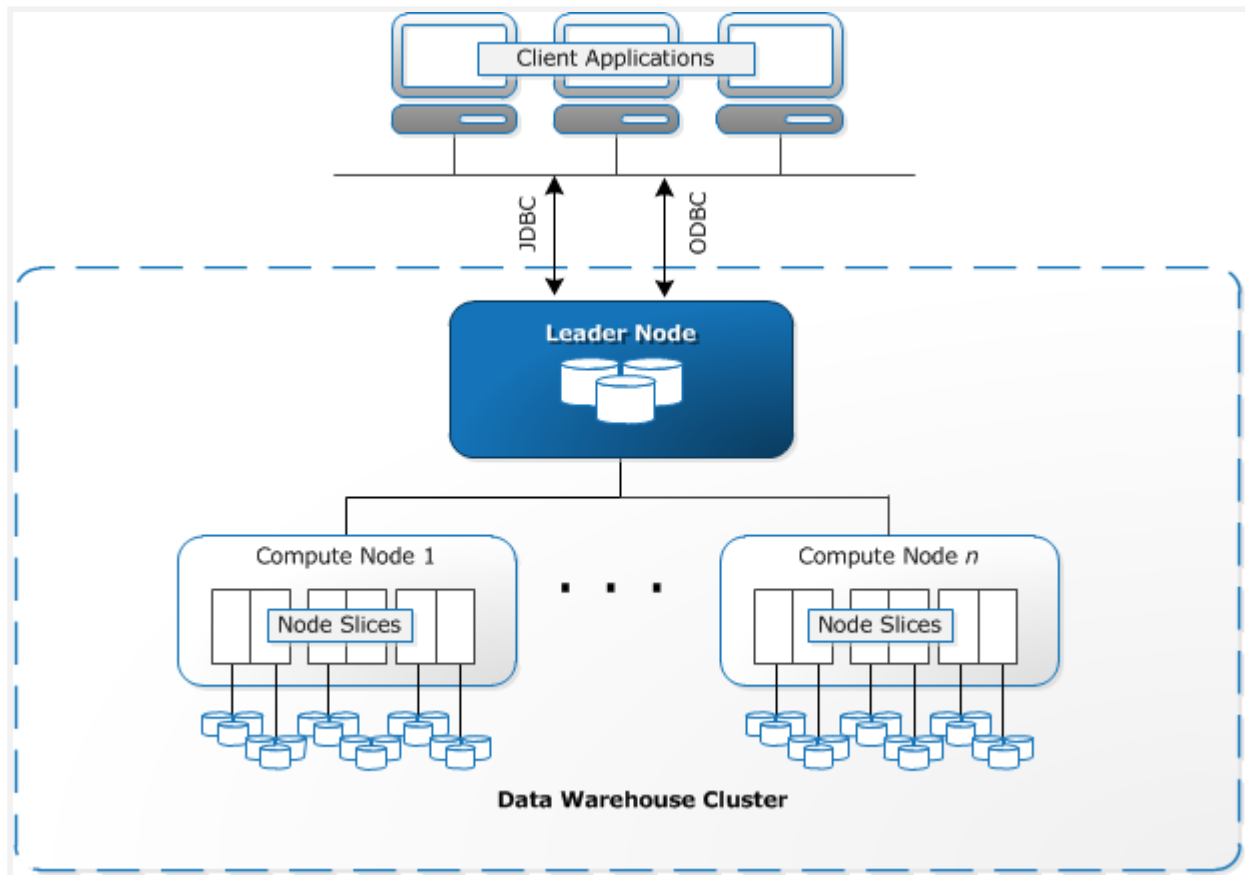 Client Applications
JDBC
ODBC
Leader Node
Compute Node 1
Compute Node n
. . .
Node Slices
Node Slices
Data Warehouse Cluster